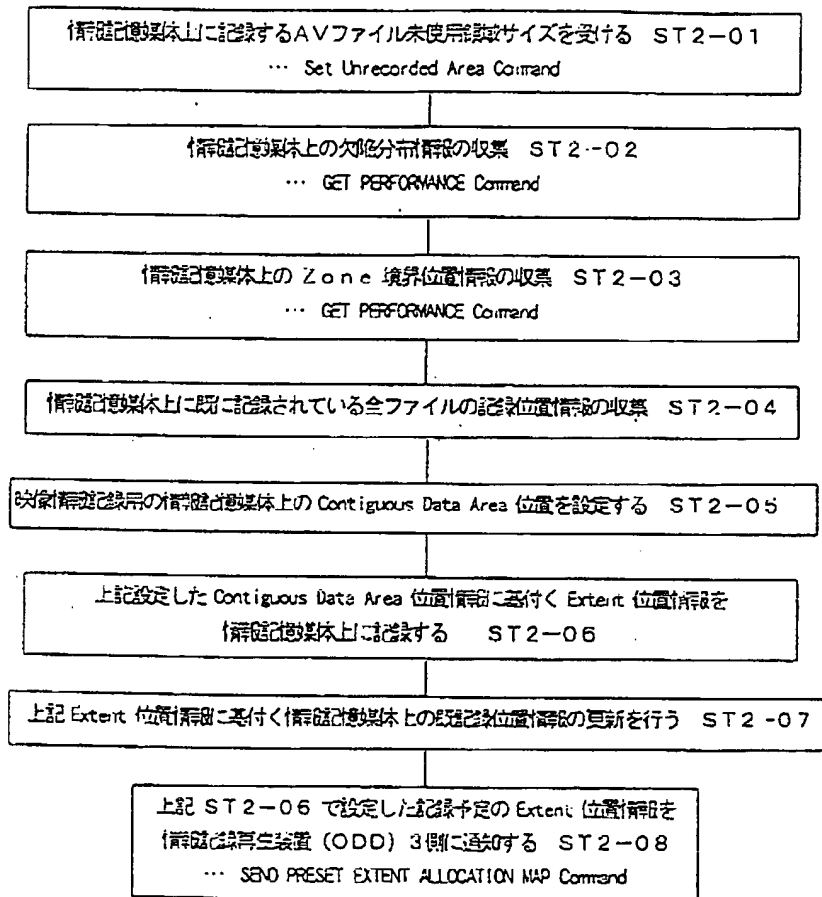 情報記憶媒体上に記録するAVファイル未使用領域サイズを受ける ST2-01
… Set Unrecorded Area Command
情報記憶媒体上の欠陥分布情報の収集 ST2-02
… GET PERFORMANCE Command
情報記憶媒体上の Zone 境界位置情報の収集 ST2-03
… GET PERFORMANCE Command
情報記憶媒体上に既に記録されている全ファイルの記録位置情報の収集 ST2-04
映像情報記録用の情報記憶媒体上の Contiguous Data Area 位置を設定する ST2-05
上記設定した Contiguous Data Area 位置情報に基付く Extent 位置情報を
情報記憶媒体上に記録する ST2-06
上記 Extent 位置情報に基付く情報記憶媒体上の既記録位置情報の更新を行う ST2-07
上記 ST2-06 で設定した記録予定の Extent 位置情報を
情報記録再生装置(ODD)3側に通知する ST2-08
… SEND PRESET EXTENT ALLOCATION MAP Command